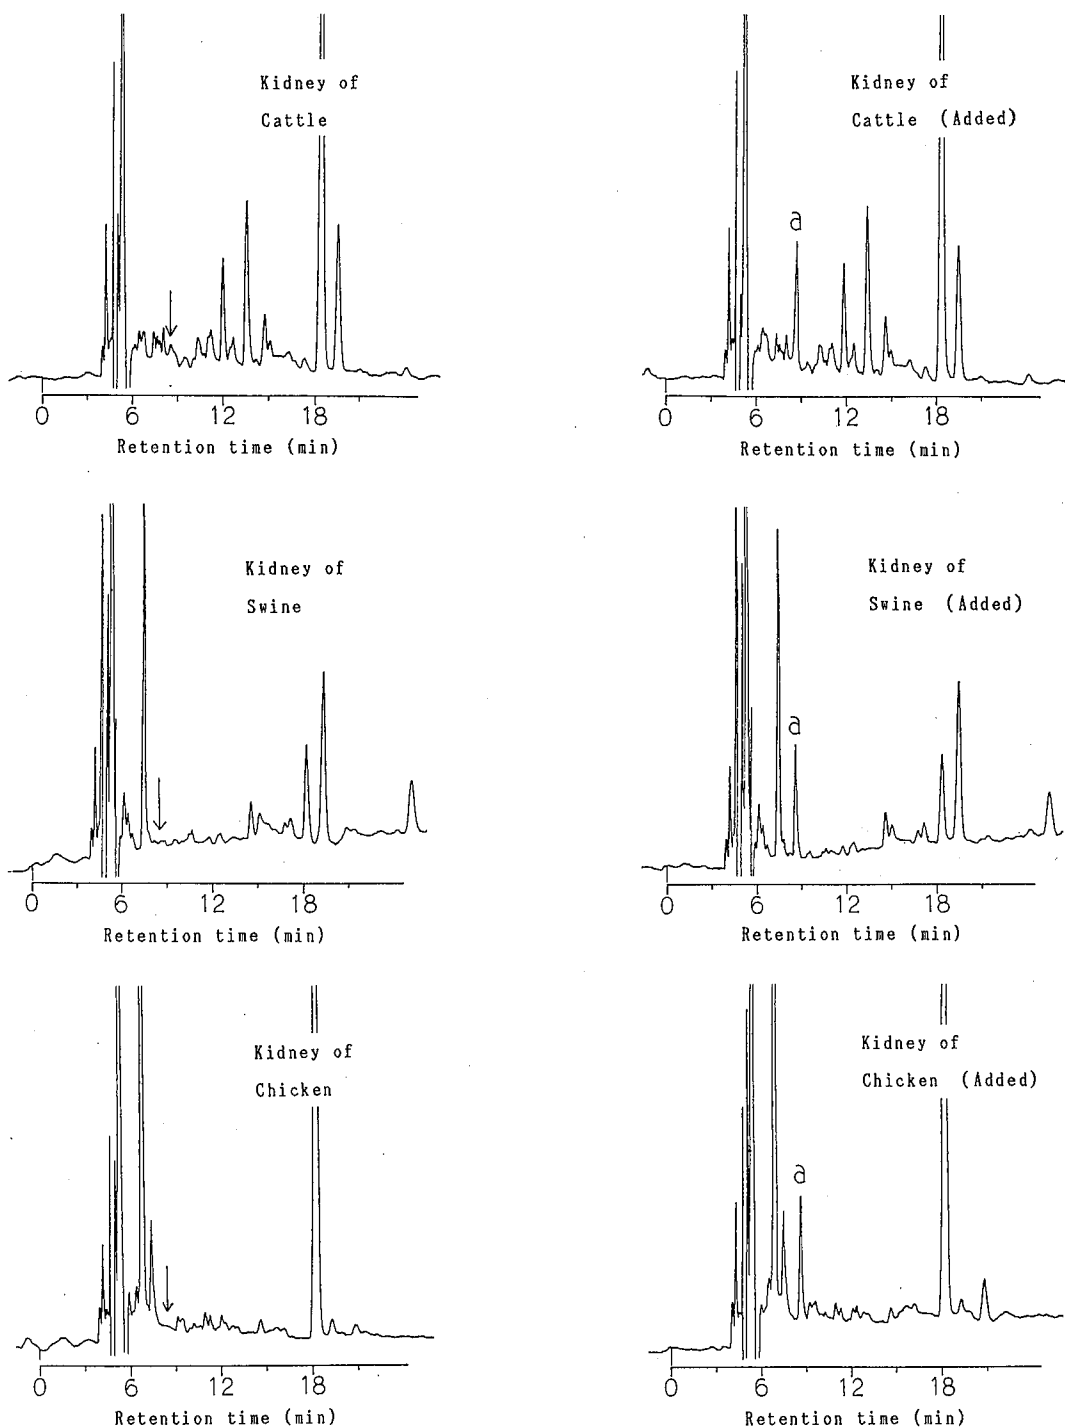 Kidney of
Cattle
0 6 12 18
Retention time (min)
Kidney of
Cattle (Added)
a
0 6 12 18
Retention time (min)
Kidney of
Swine
0 6 12 18
Retention time (min)
Kidney of
Swine (Added)
a
0 6 12 18
Retention time (min)
Kidney of
Chicken
0 6 12 18
Retention time (min)
Kidney of
Chicken (Added)
a
0 6 12 18
Retention time (min)